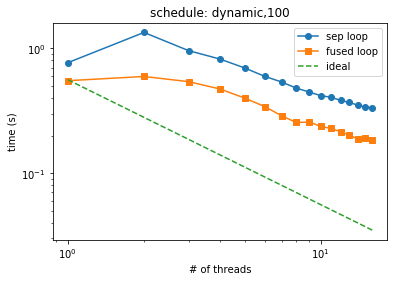 schedule: dynamic,100
sep loop
fused loop
ideal
time (s)
10⁰
10⁻¹
10⁰
10¹
# of threads